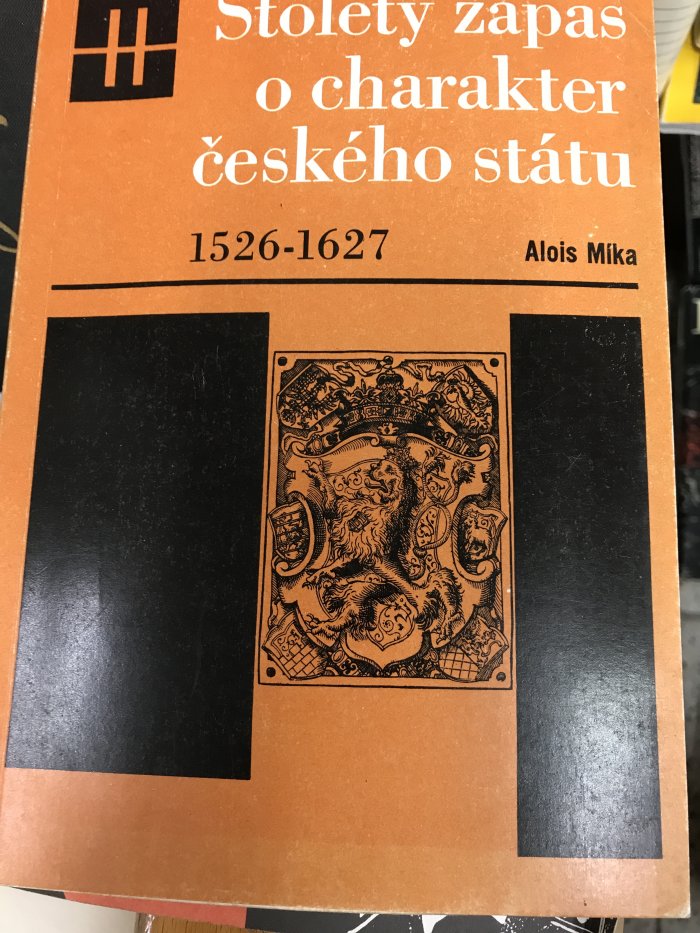 Stoletý zápas
o charakter
českého státu
1526-1627
Alois Míka